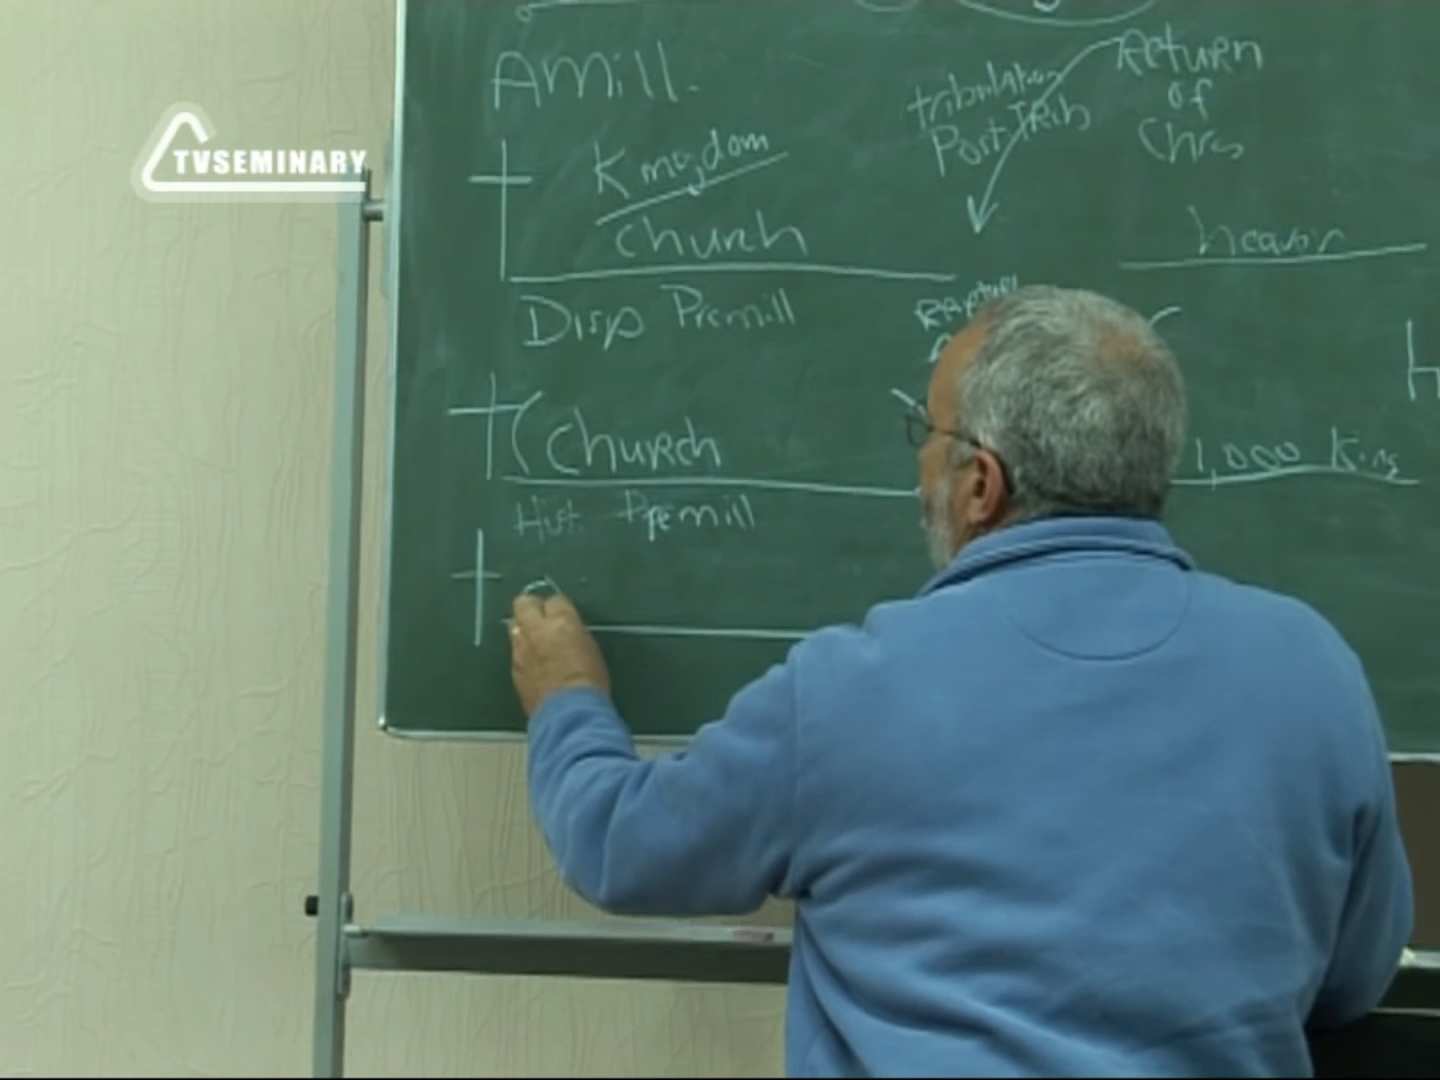 TVSEMINARY
AMill.
tribulation
Post Trib
Return
of
Chris
Kingdom
Church
heaven
Disp Premill
Church
1,000 King
Hist. Premill